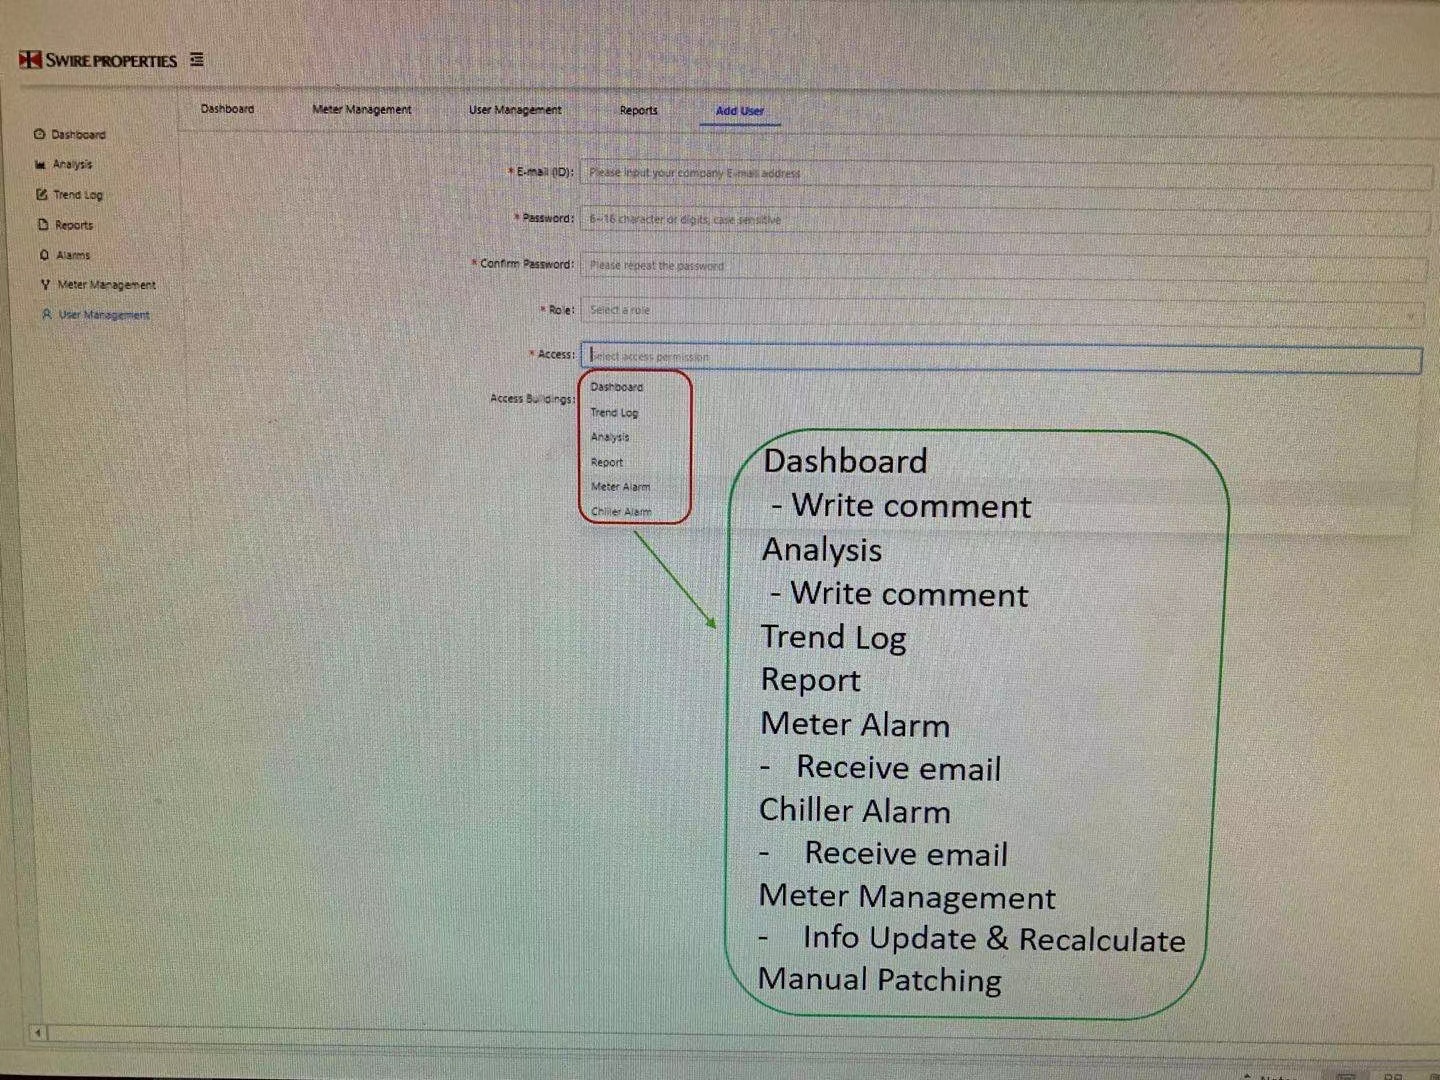 SWIRE PROPERTIES
Dashboard
Meter Management
User Management
Reports
Add User
Dashboard
Analysis
Trend Log
Reports
Alarms
Meter Management
User Management
* E-mail (ID): Please input your company E-mail address
* Password: 6~16 character or digits, case sensitive
* Confirm Password: Please repeat the password
* Role: Select a role
* Access: Select access permission
Access Buildings:
Dashboard
Trend Log
Analysis
Report
Meter Alarm
Chiller Alarm
Dashboard
- Write comment
Analysis
- Write comment
Trend Log
Report
Meter Alarm
- Receive email
Chiller Alarm
- Receive email
Meter Management
- Info Update & Recalculate
Manual Patching